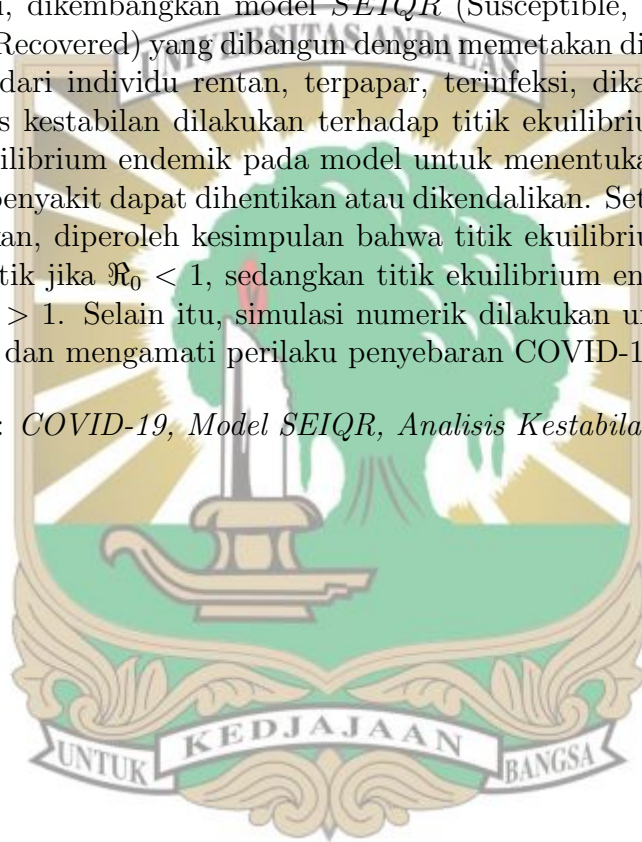 i, dikembangkan model SEIQR (Susceptible,
Recovered) yang dibangun dengan memetakan di
UNIVERSITAS ANDALAS
dari individu rentan, terpapar, terinfeksi, dika
s kestabilan dilakukan terhadap titik ekuilibriu
uilibrium endemik pada model untuk menentuka
penyakit dapat dihentikan atau dikendalikan. Set
kan, diperoleh kesimpulan bahwa titik ekuilibriu
tik jika ℜ₀ < 1, sedangkan titik ekuilibrium en
> 1. Selain itu, simulasi numerik dilakukan u
dan mengamati perilaku penyebaran COVID-1
: COVID-19, Model SEIQR, Analisis Kestabila
UNTUK KEDJAJAAN BANGSA